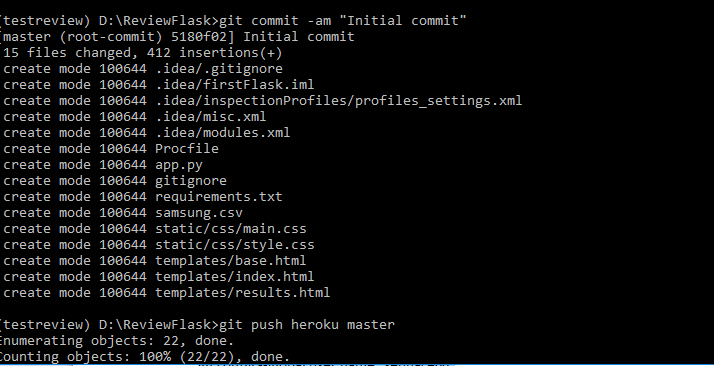 (testreview) D:\ReviewFlask>git commit -am "Initial commit"
[master (root-commit) 5180f02] Initial commit
15 files changed, 412 insertions(+)
create mode 100644 .idea/.gitignore
create mode 100644 .idea/firstFlask.iml
create mode 100644 .idea/inspectionProfiles/profiles_settings.xml
create mode 100644 .idea/misc.xml
create mode 100644 .idea/modules.xml
create mode 100644 Procfile
create mode 100644 app.py
create mode 100644 gitignore
create mode 100644 requirements.txt
create mode 100644 samsung.csv
create mode 100644 static/css/main.css
create mode 100644 static/css/style.css
create mode 100644 templates/base.html
create mode 100644 templates/index.html
create mode 100644 templates/results.html
(testreview) D:\ReviewFlask>git push heroku master
Enumerating objects: 22, done.
Counting objects: 100% (22/22), done.